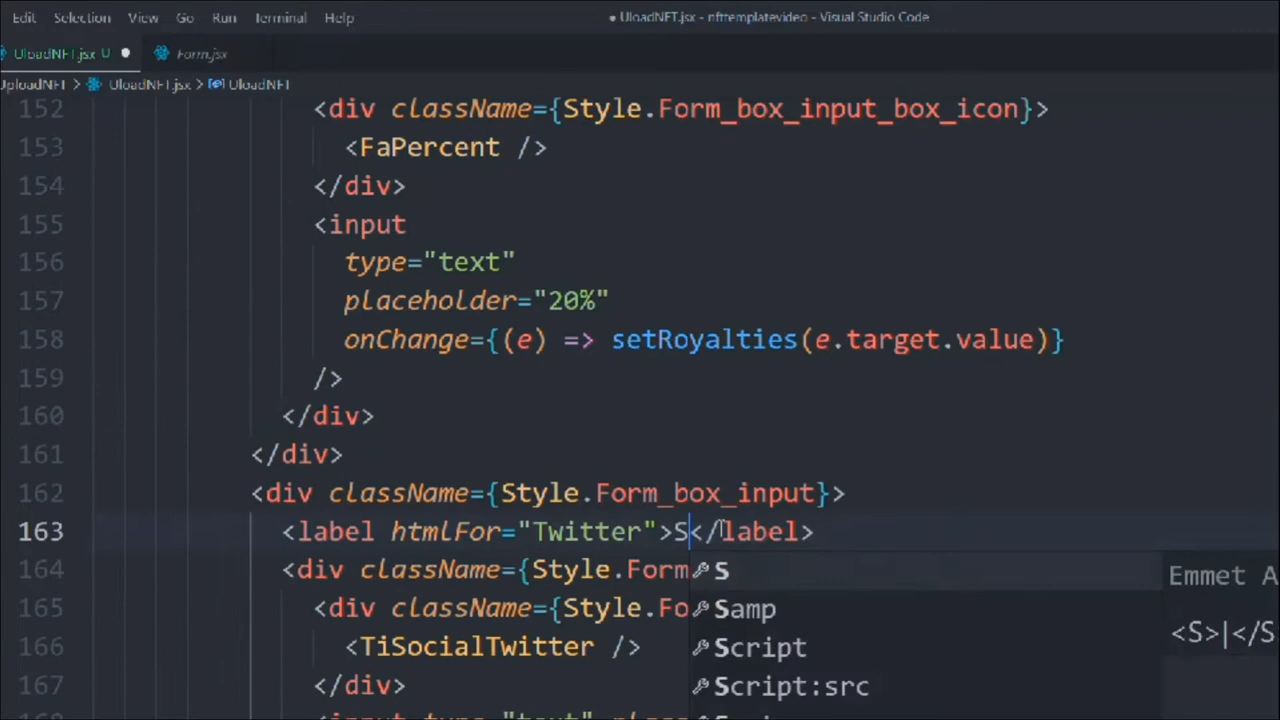 Edit Selection View Go Run Terminal Help ● UloadNFT.jsx - nfttemplatevideo - Visual Studio Code
UloadNFT.jsx U ● Form.jsx
UploadNFT > UloadNFT.jsx > UloadNFT
152 <div className={Style.Form_box_input_box_icon}>
153 <FaPercent />
154 </div>
155 <input
156 type="text"
157 placeholder="20%"
158 onChange={(e) => setRoyalties(e.target.value)}
159 />
160 </div>
161 </div>
162 <div className={Style.Form_box_input}>
163 <label htmlFor="Twitter">S</label>
164 <div className={Style.Form S Emmet A
165 <div className={Style.Fo Samp
166 <TiSocialTwitter /> Script <S>|</S
167 </div> Script:src